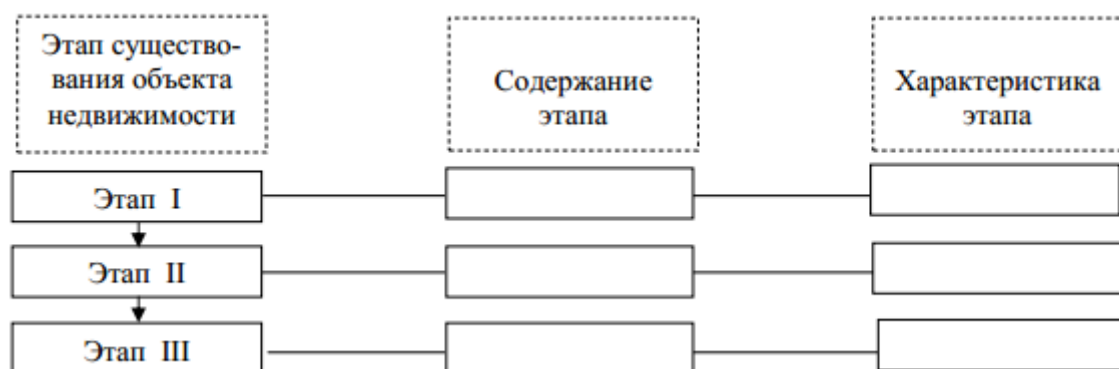 Этап существо-
вания объекта
недвижимости
Содержание
этапа
Характеристика
этапа
Этап I
Этап II
Этап III